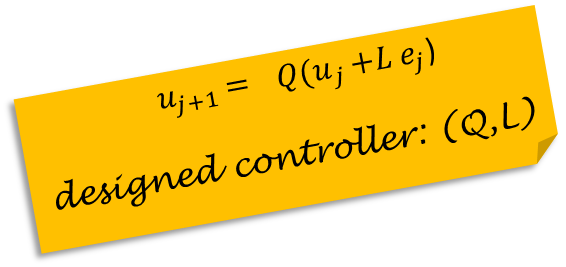 u_{j+1} = Q(u_j + L e_j)
designed controller: (Q,L)